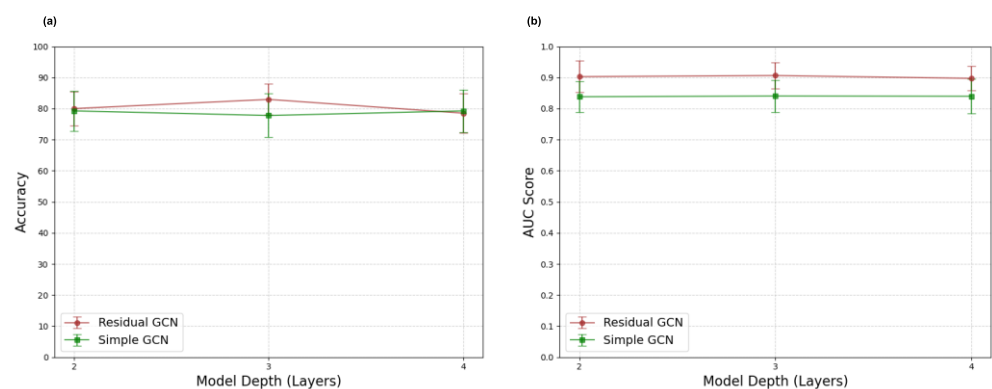 (a)
100
90
80
70
60
50
40
30
20
10
0
Accuracy
Residual GCN
Simple GCN
2
3
4
Model Depth (Layers)
(b)
1.0
0.9
0.8
0.7
0.6
0.5
0.4
0.3
0.2
0.1
0.0
AUC Score
Residual GCN
Simple GCN
2
3
4
Model Depth (Layers)